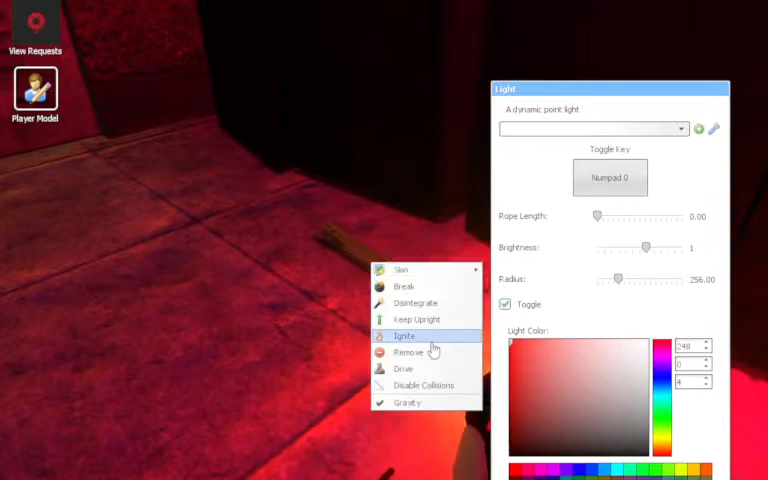 View Requests
Player Model
Light
A dynamic point light
Toggle Key
Numpad 0
Rope Length:
0.00
Brightness:
1
Radius:
256.00
Toggle
Light Color:
248
0
4
Skin
Break
Disintegrate
Keep Upright
Ignite
Remove
Drive
Disable Collisions
Gravity